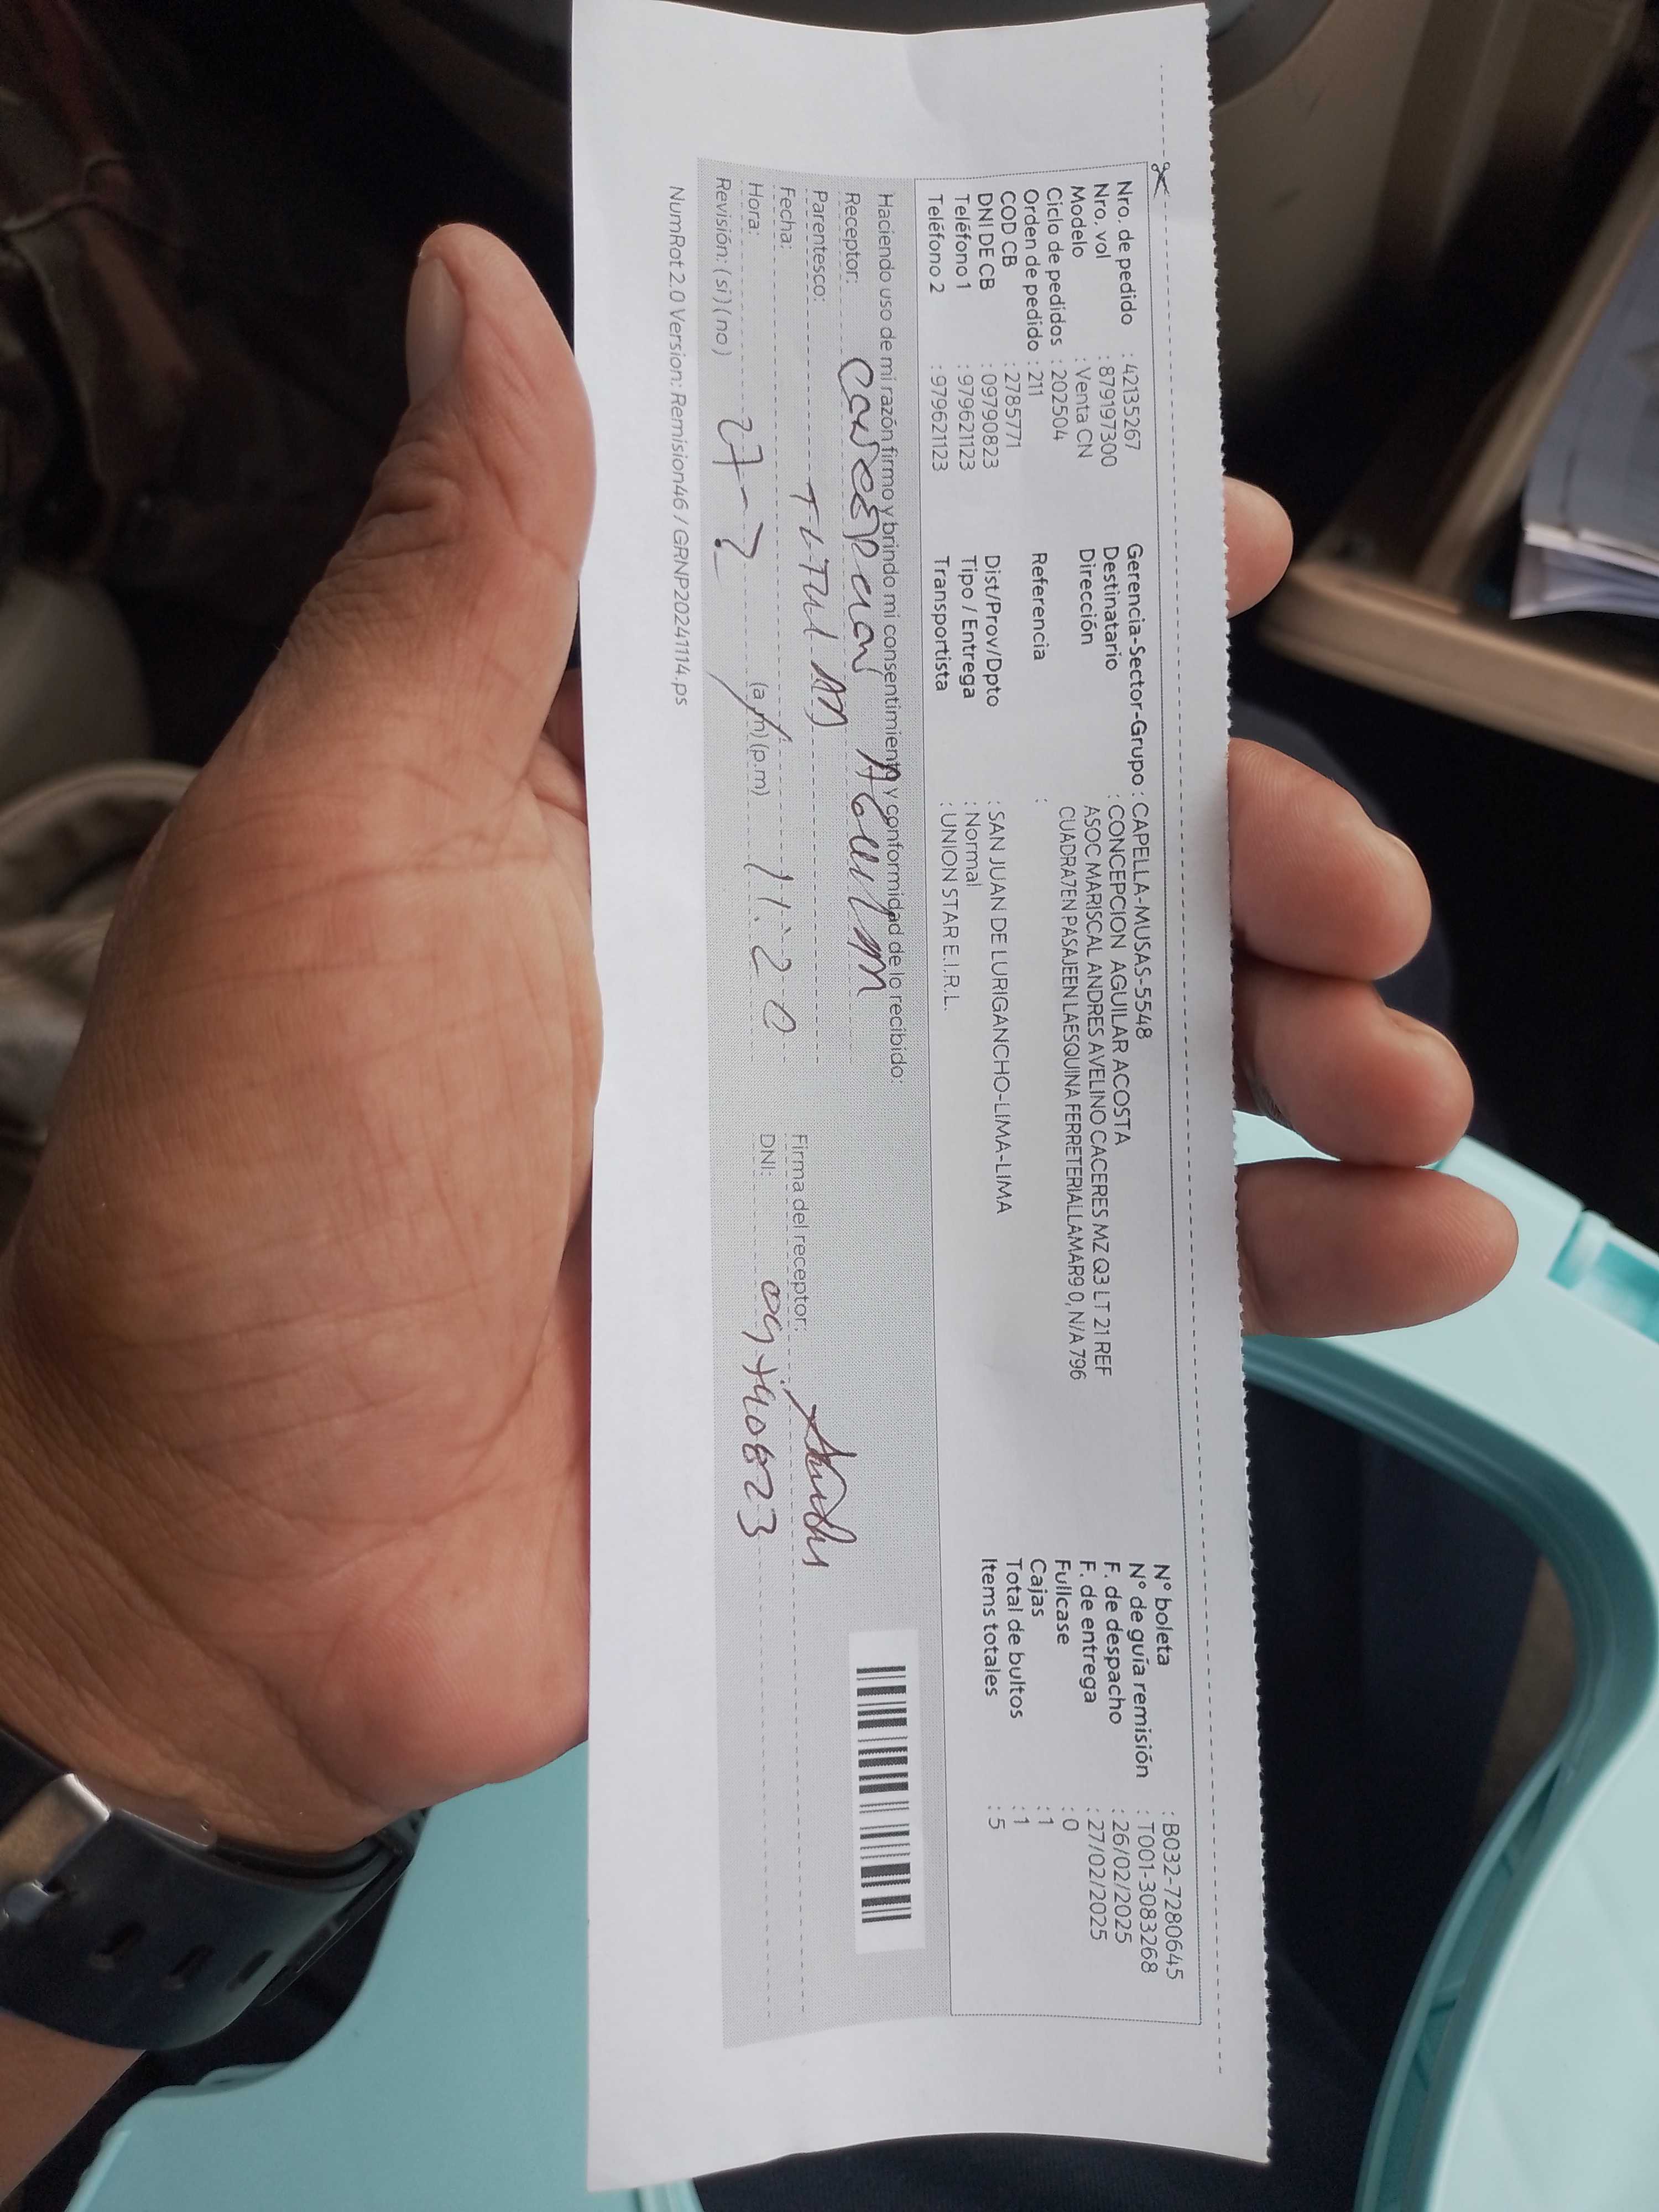 Nro. de pedido : 42135267
Nro. vol : 879197300
Modelo : Venta CN
Ciclo de pedidos : 202504
Orden de pedido : 211
COD CB : 2785771
DNI DE CB : 09790823
Teléfono 1 : 979621123
Teléfono 2 : 979621123
Gerencia-Sector-Grupo : CAPELLA-MUSAS-5548
Destinatario : CONCEPCION AGUILAR ACOSTA
Dirección ASOC MARISCAL ANDRES AVELINO CACERES MZ Q3 LT 21 REF
CUADRA7EN PASAJEEN LAESQUINA FERRETERIALLAMAR9 0, N/A 796
Referencia :
Dist/Prov/Dpto : SAN JUAN DE LURIGANCHO-LIMA-LIMA
Tipo / Entrega : Normal
Transportista : UNION STAR E.I.R.L.
N° boleta : B032-7280645
N° de guía remisión : T001-3083268
F. de despacho : 26/02/2025
F. de entrega : 27/02/2025
Fullcase : 0
Cajas : 1
Total de bultos : 1
Items totales : 5
Haciendo uso de mi razón firmo y brindo mi consentimiento y conformidad de lo recibido:
Receptor:
Parentesco:
Fecha:
Hora: (a.m) (p.m) 11:20
Revisión: (si) (no) 27-2
Firma del receptor:
DNI: 09790823
NumRot 2.0 Version: Remision46 / GRNP20241114.ps